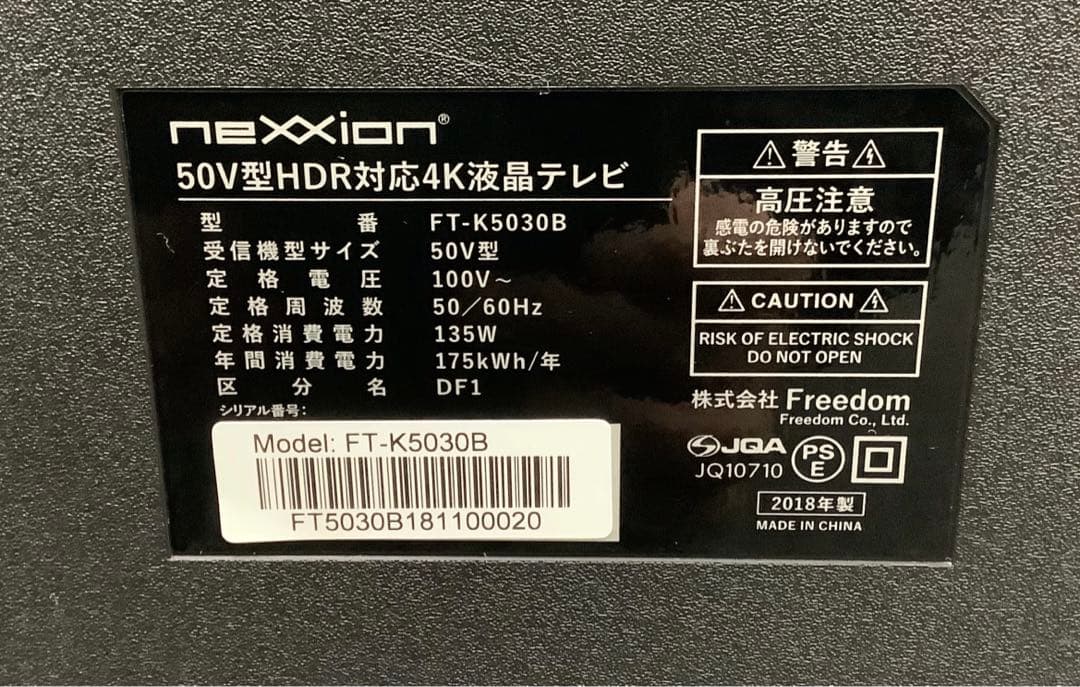 neXXion®
50V型HDR対応4K液晶テレビ
型番 FT-K5030B
受信機型サイズ 50V型
定格電圧 100V～
定格周波数 50／60Hz
定格消費電力 135W
年間消費電力 175kWh/年
区分名 DF1
シリアル番号:
Model: FT-K5030B
FT5030B181100020
警告
高圧注意
感電の危険がありますので
裏ぶたを開けないでください。
CAUTION
RISK OF ELECTRIC SHOCK
DO NOT OPEN
株式会社 Freedom
Freedom Co., Ltd.
JQA
JQ10710
PS
E
2018年製
MADE IN CHINA